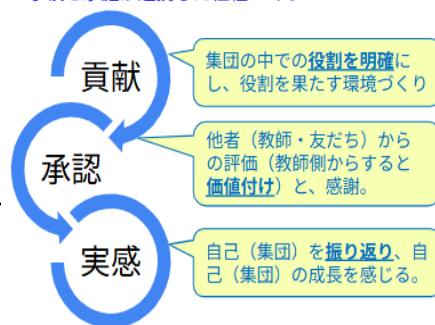 貢献
集団の中での役割を明確に
し、役割を果たす環境づくり
承認
他者（教師・友だち）から
の評価（教師側からすると
価値付け）と、感謝。
実感
自己（集団）を振り返り、自
己（集団）の成長を感じる。